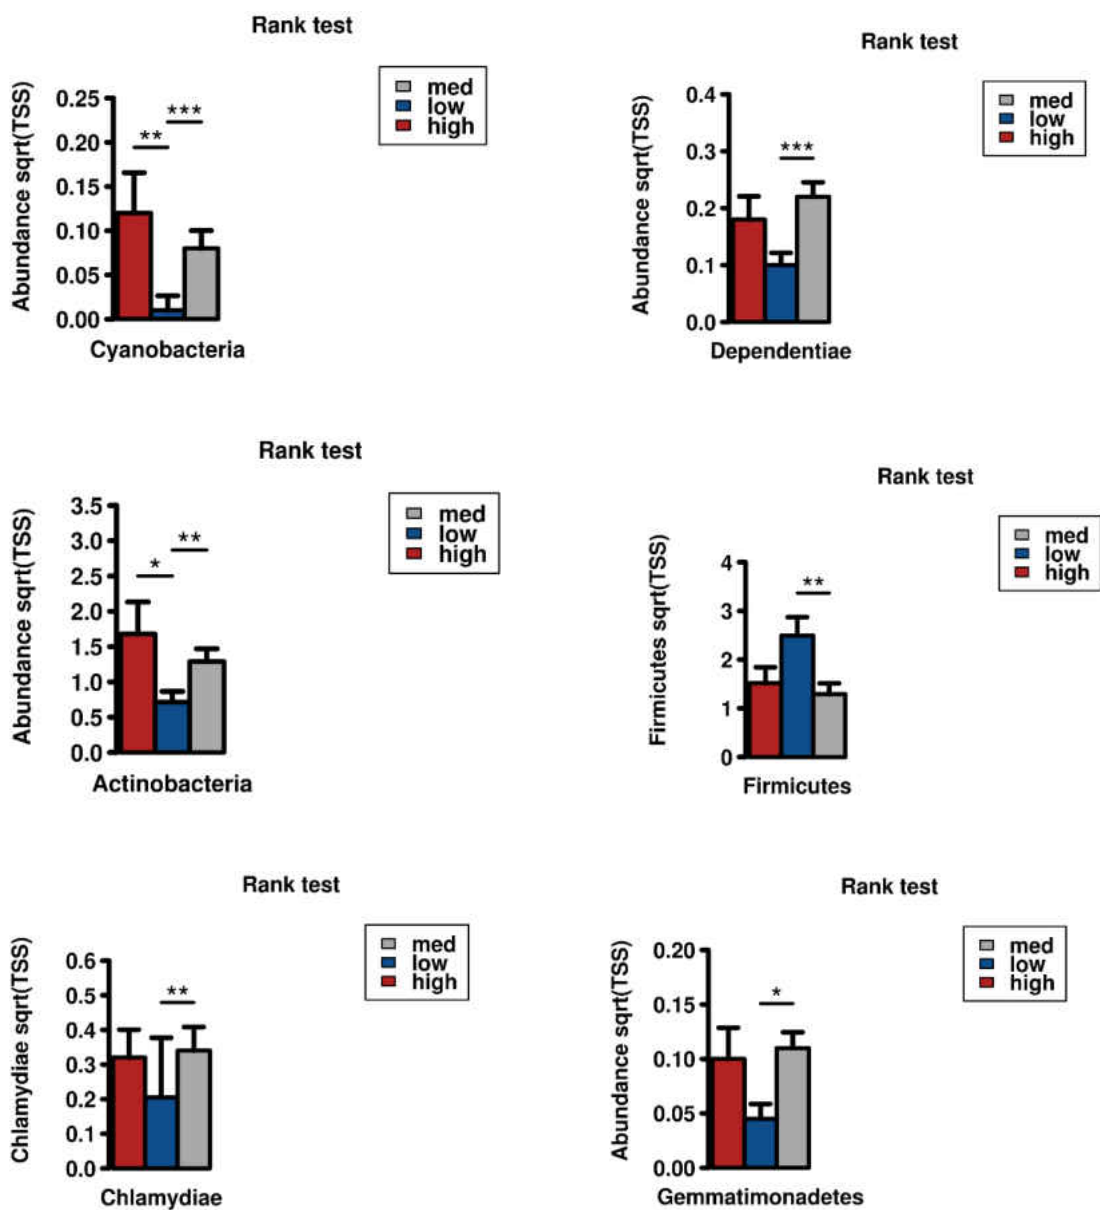 Rank test
med
low
high
Abundance sqrt(TSS)
0.25
0.20
0.15
0.10
0.05
0.00
**
***
Cyanobacteria
Rank test
med
low
high
Abundance sqrt(TSS)
0.4
0.3
0.2
0.1
0.0
***
Dependentiae
Rank test
med
low
high
Abundance sqrt(TSS)
3.5
3.0
2.5
2.0
1.5
1.0
0.5
0.0
*
**
Actinobacteria
Rank test
med
low
high
Firmicutes sqrt(TSS)
4
3
2
1
0
**
Firmicutes
Rank test
med
low
high
Chlamydiae sqrt(TSS)
0.6
0.5
0.4
0.3
0.2
0.1
0.0
**
Chlamydiae
Rank test
med
low
high
Abundance sqrt(TSS)
0.20
0.15
0.10
0.05
0.00
*
Gemmatimonadetes